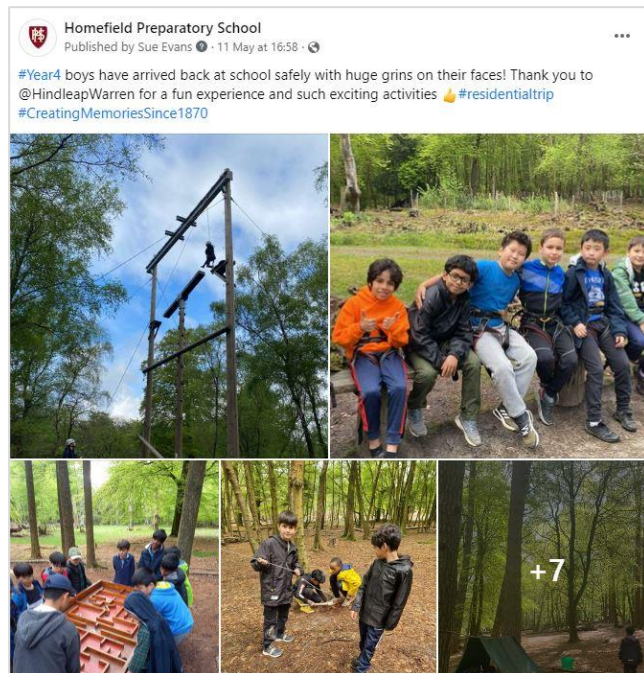 Homefield Preparatory School
Published by Sue Evans · 11 May at 16:58 ·
#Year4 boys have arrived back at school safely with huge grins on their faces! Thank you to
@HindleapWarren for a fun experience and such exciting activities 👍#residentialtrip
#CreatingMemoriesSince1870
+7